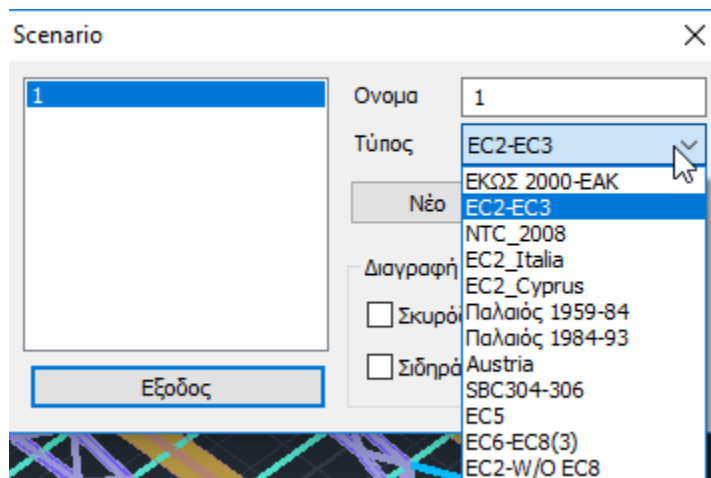 Scenario
1
Ονομα
1
Τύπος
EC2-EC3
Νέο
Διαγραφή
Εξοδος
ΕΚΩΣ 2000-ΕΑΚ
EC2-EC3
NTC_2008
EC2_Italia
EC2_Cyprus
Παλαιός 1959-84
Παλαιός 1984-93
Austria
SBC304-306
EC5
EC6-EC8(3)
EC2-W/O EC8